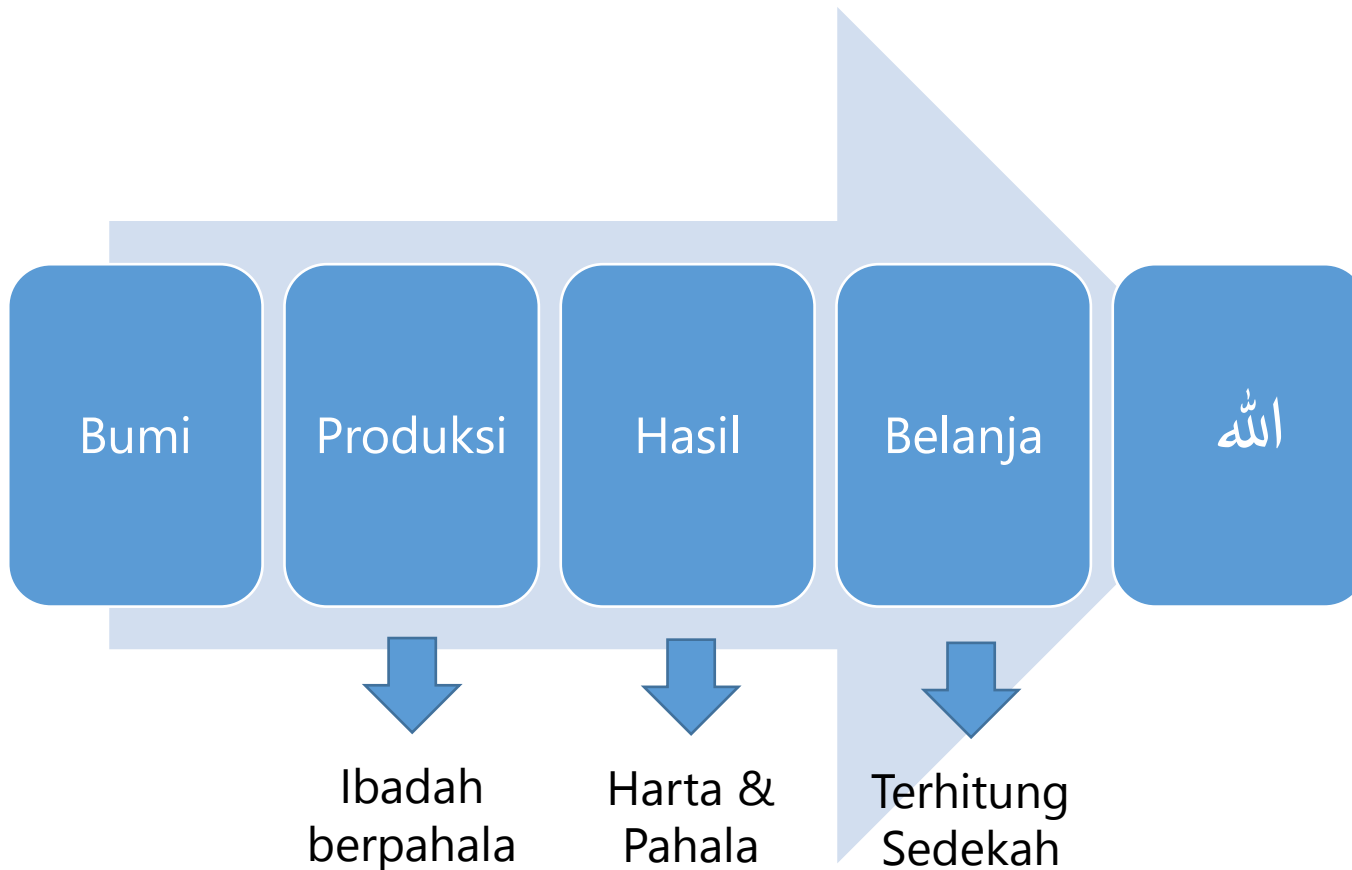 Bumi
Produksi
Hasil
Belanja
الله
Ibadah
berpahala
Harta &
Pahala
Terhitung
Sedekah